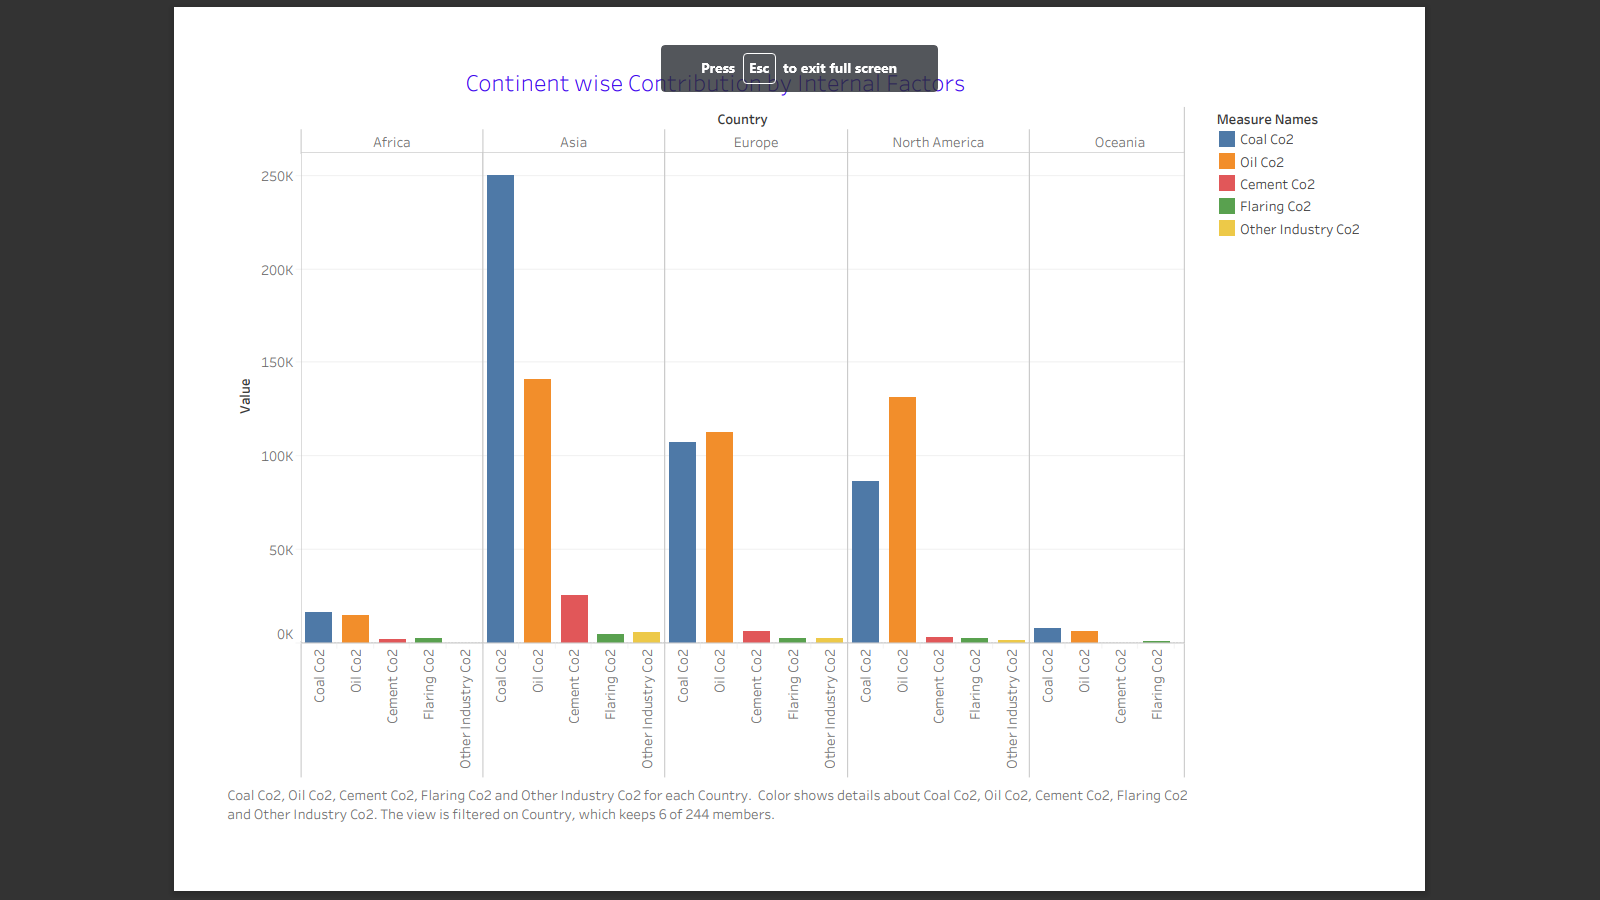 Press Esc to exit full screen
Continent wise Contribution by Internal Factors
Country
Africa Asia Europe North America Oceania
250K
200K
150K
100K
50K
0K
Value
Coal Co2
Oil Co2
Cement Co2
Flaring Co2
Other Industry Co2
Coal Co2
Oil Co2
Cement Co2
Flaring Co2
Other Industry Co2
Coal Co2
Oil Co2
Cement Co2
Flaring Co2
Other Industry Co2
Coal Co2
Oil Co2
Cement Co2
Flaring Co2
Other Industry Co2
Coal Co2
Oil Co2
Cement Co2
Flaring Co2
Measure Names
Coal Co2
Oil Co2
Cement Co2
Flaring Co2
Other Industry Co2
Coal Co2, Oil Co2, Cement Co2, Flaring Co2 and Other Industry Co2 for each Country.  Color shows details about Coal Co2, Oil Co2, Cement Co2, Flaring Co2
and Other Industry Co2. The view is filtered on Country, which keeps 6 of 244 members.